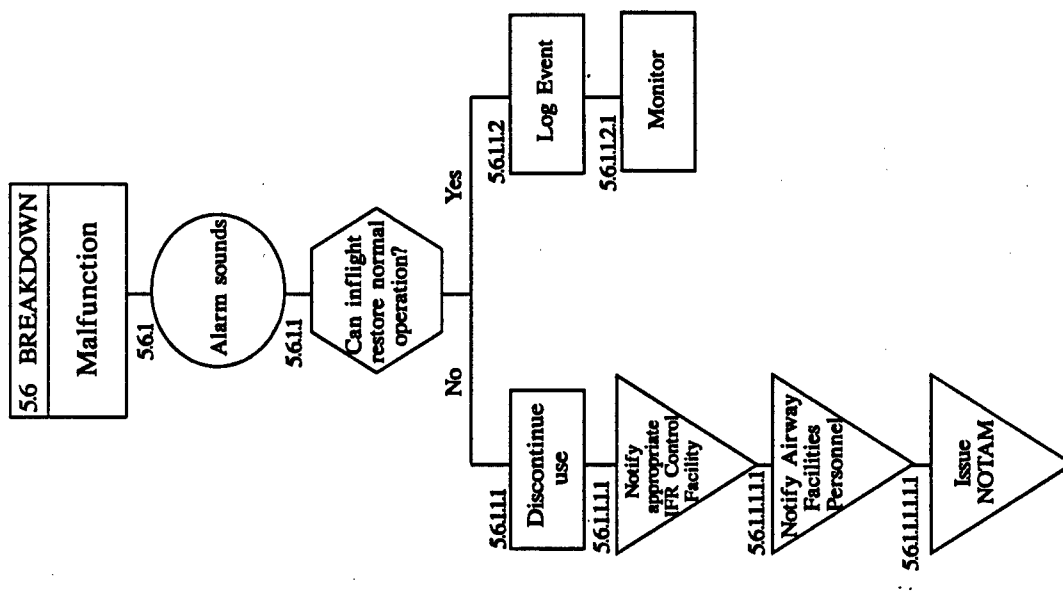 5.6 BREAKDOWN
Malfunction
5.6.1
Alarm sounds
5.6.1.1
Can inflight
restore normal
operation?
No
Yes
5.6.1.1.1
Discontinue
use
5.6.1.1.1.1
Notify
appropriate
IFR Control
Facility
5.6.1.1.1.1.1
Notify Airway
Facilities
Personnel
5.6.1.1.1.1.1.1
Issue
NOTAM
5.6.1.1.2
Log Event
5.6.1.1.2.1
Monitor